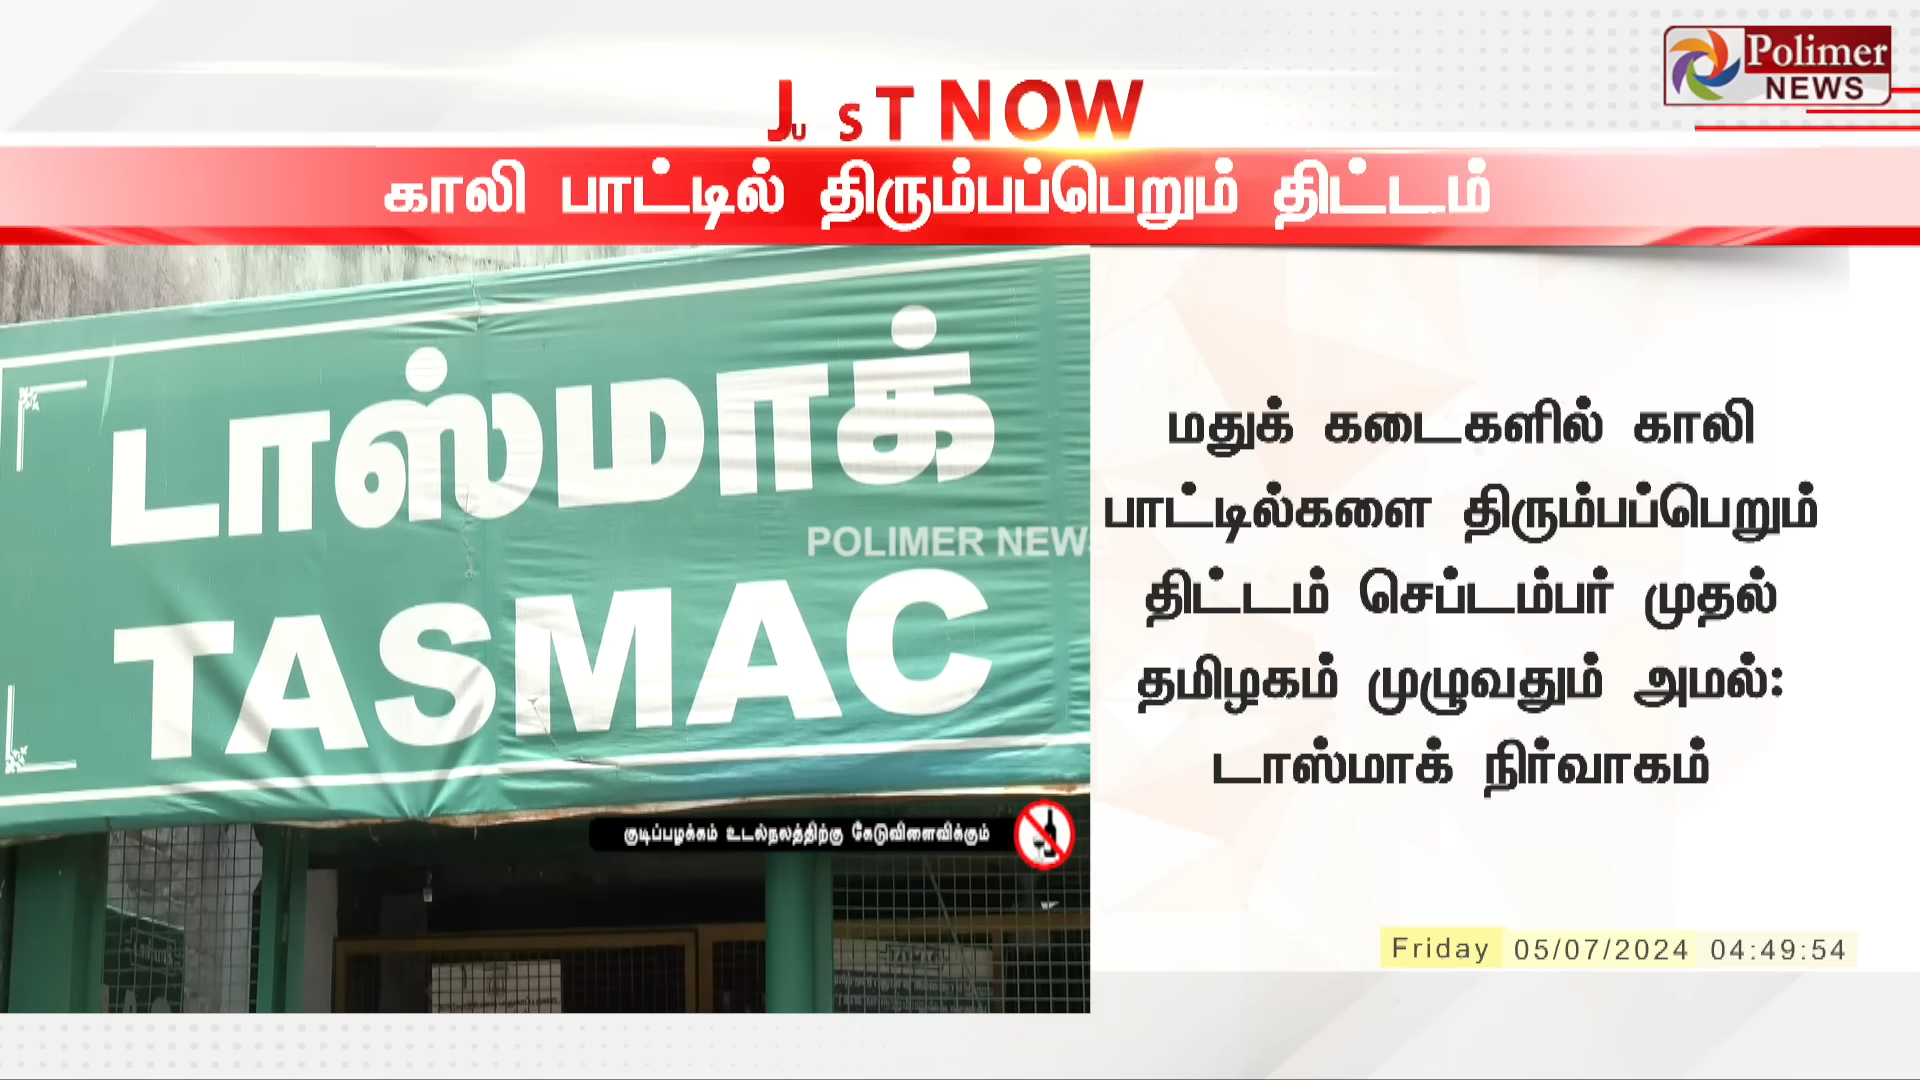 Polimer
NEWS
JUST NOW
காலி பாட்டில் திரும்பப்பெறும் திட்டம்
டாஸ்மாக்
TASMAC
POLIMER NEWS
குடிப்பழக்கம் உடல்நலத்திற்கு கேடுவிளைவிக்கும்
மதுக் கடைகளில் காலி
பாட்டில்களை திரும்பப்பெறும்
திட்டம் செப்டம்பர் முதல்
தமிழகம் முழுவதும் அமல்:
டாஸ்மாக் நிர்வாகம்
Friday 05/07/2024 04:49:54